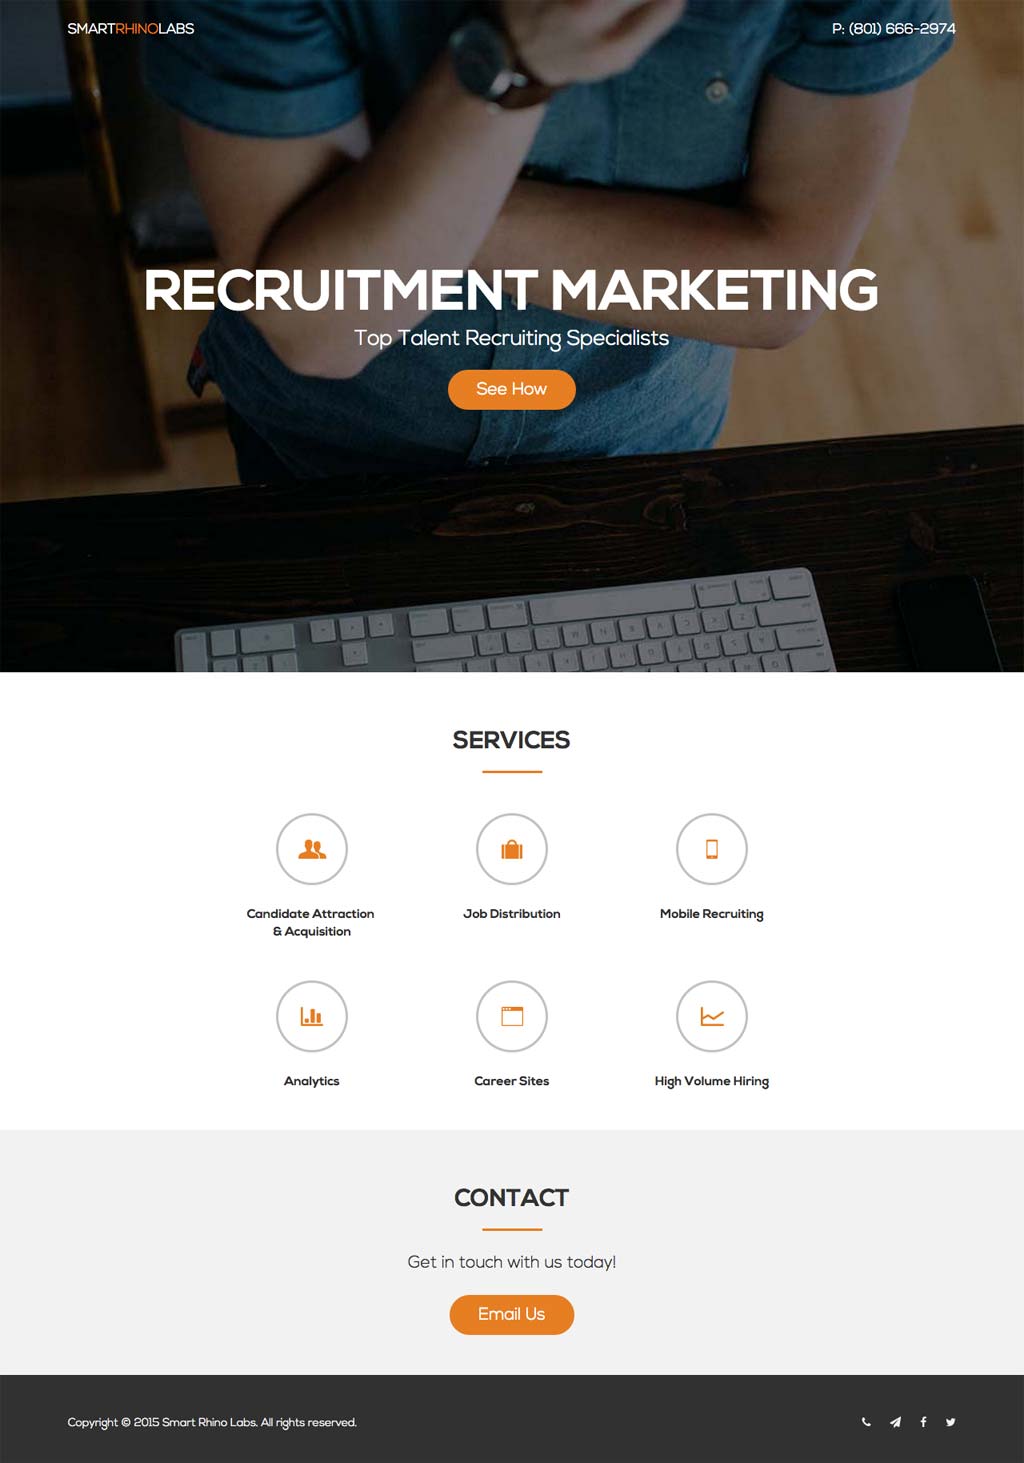 SMARTRHINOLABS
P: (801) 666-2974
RECRUITMENT MARKETING
Top Talent Recruiting Specialists
See How
SERVICES
Candidate Attraction
& Acquisition
Job Distribution
Mobile Recruiting
Analytics
Career Sites
High Volume Hiring
CONTACT
Get in touch with us today!
Email Us
Copyright © 2015 Smart Rhino Labs. All rights reserved.